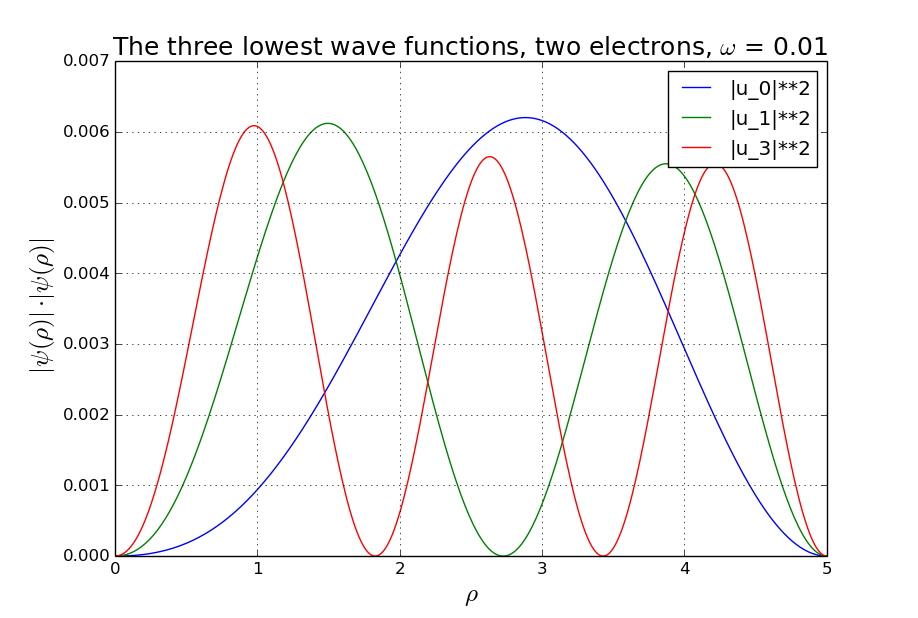 The three lowest wave functions, two electrons, ω = 0.01
0.007
0.006
0.005
0.004
0.003
0.002
0.001
0.000
|ψ(ρ)|·|ψ(ρ)|
|u_0|**2
|u_1|**2
|u_3|**2
0 1 2 3 4 5
ρ